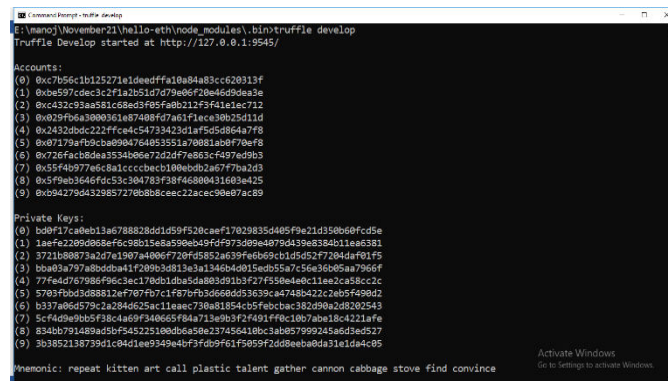 Command Prompt - truffle develop
E:\manoj\November21\hello-eth\node_modules\.bin>truffle develop
Truffle Develop started at http://127.0.0.1:9545/
Accounts:
(0) 0xc7b56c1b125271e1deedffa10a84a83cc620313f
(1) 0xbe597cdec3c2f1a2b51d7d79e06f20e46d9dea3e
(2) 0xc432c93aa581c68ed3f05fa0b212f3f41e1ec712
(3) 0x029fb6a3000361e87408fd7a61f1ece30b25d11d
(4) 0x2432dbdc222ffce4c54733423d1af5d5d864a7f8
(5) 0x07179afb9cba0904764053551a70081ab0f70ef8
(6) 0x726facb8dea3534b06e72d2df7e863cf497ed9b3
(7) 0x55f4b977e6c8a1ccccbecb100ebdb2a67f7ba2d3
(8) 0x5f9eb3646fdc53c304783f38f46800431603e425
(9) 0xb94279d4329857270b8b8ceec22acec90e07ac89
Private Keys:
(0) bd0f17ca0eb13a6788828dd1d59f520caef17029835d405f9e21d350b60fcd5e
(1) 1aefe2209d068ef6c98b15e8a590eb49fdf973d09e4079d439e8384b11ea6381
(2) 3721b80873a2d7e1907a4006f720fd5852a639fe6b69cb1d5d52f7204daf01f5
(3) bba03a797a8bddba41f209b3d813e3a1346b4d015edb55a7c56e36b05aa7966f
(4) 77fe4d767986f96c3ec170db1dba5da803d91b3f27f550e4e0c11ee2ca58cc2c
(5) 5703fbbd3d88812ef707fb7c1f87bfb3d660dd53639ca4748b422c2eb5f490d2
(6) b337a06d579c2a284d625ac11eaec730a81854cb5febcbac382d90a2d8202543
(7) 5cf4d9e9bb5f38c4a69f340665f84a713e9b3f2f491ff0c10b7abe18c4221afe
(8) 834bb791489ad5bf545225100db6a50e237456410bc3ab057999245a6d3ed527
(9) 3b3852138739d1c04d1ee9349e4bf3fdb9f61f5059f2dd8eeba0da31e1da4c05
Mnemonic: repeat kitten art call plastic talent gather cannon cabbage stove find convince
Activate Windows
Go to Settings to activate Windows.